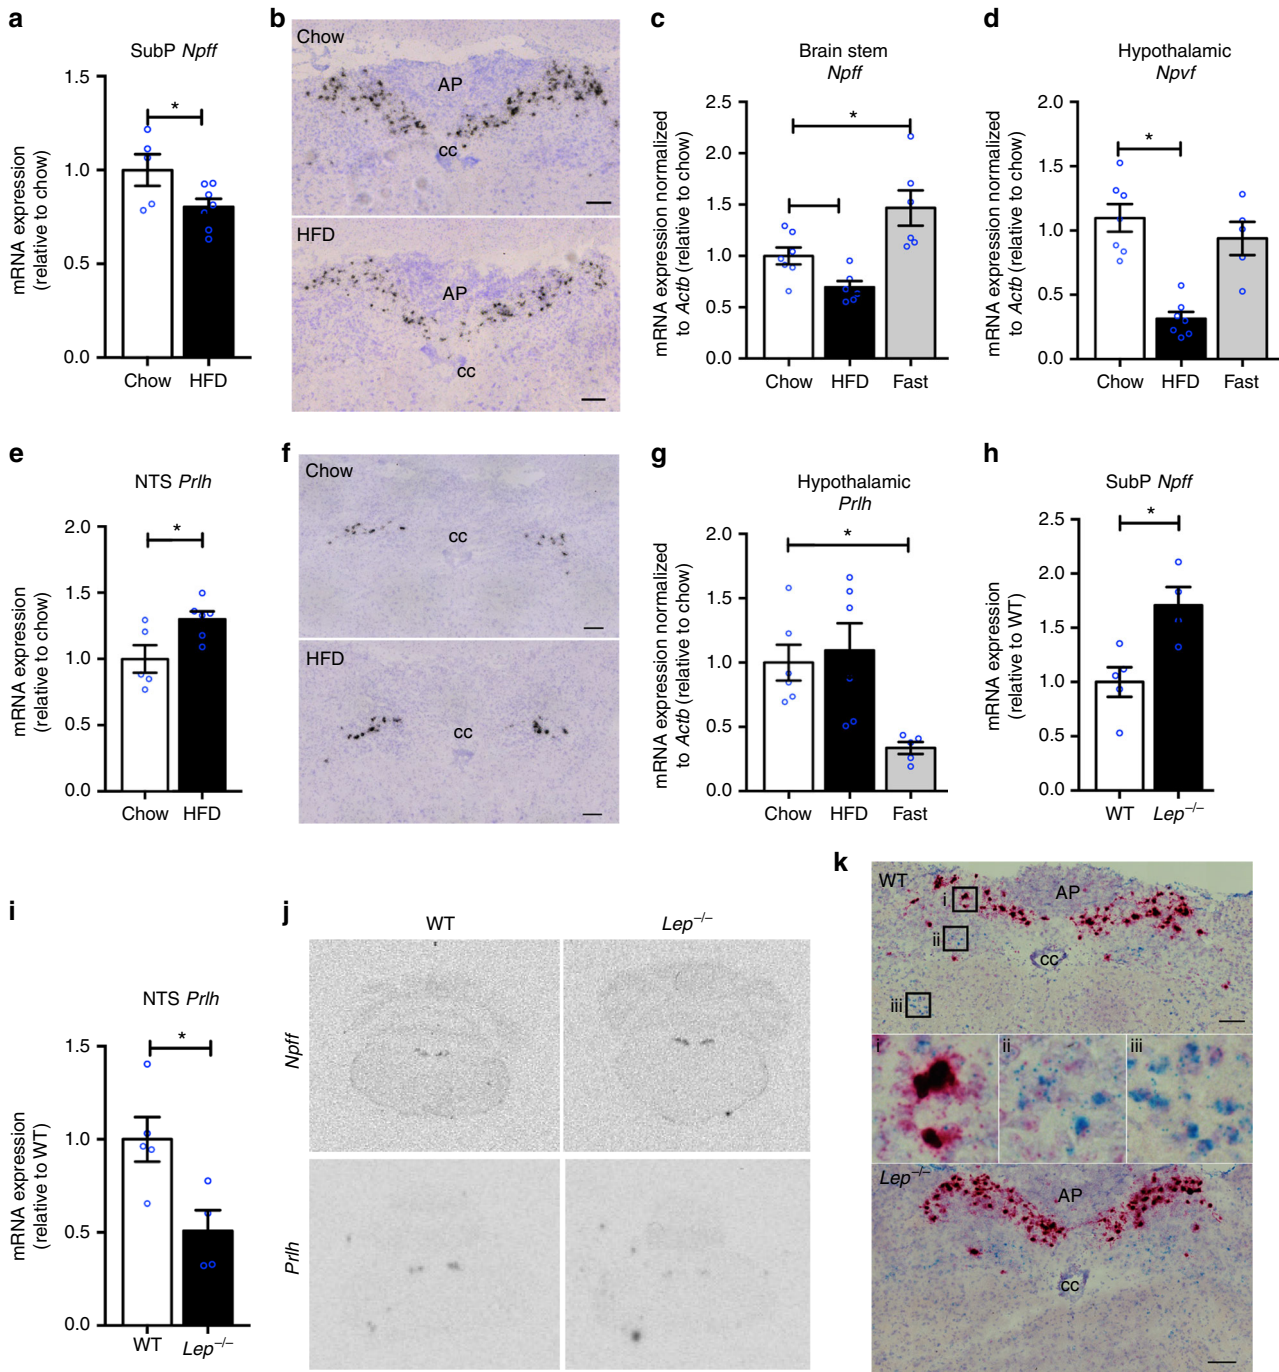 a
SubP Npff
mRNA expression
(relative to chow)
1.5
1.0
0.5
0.0
*
Chow HFD
b
Chow
AP
cc
HFD
AP
cc
c
Brain stem
Npff
mRNA expression normalized
to Actb (relative to chow)
2.5
2.0
1.5
1.0
0.5
0.0
*
Chow HFD Fast
d
Hypothalamic
Npvf
mRNA expression normalized
to Actb (relative to chow)
2.0
1.5
1.0
0.5
0.0
*
Chow HFD Fast
e
NTS Prlh
mRNA expression
(relative to chow)
2.0
1.5
1.0
0.5
0.0
*
Chow HFD
f
Chow
cc
HFD
cc
g
Hypothalamic
Prlh
mRNA expression normalized
to Actb (relative to chow)
2.0
1.5
1.0
0.5
0.0
*
Chow HFD Fast
h
SubP Npff
mRNA expression
(relative to WT)
2.5
2.0
1.5
1.0
0.5
0.0
*
WT Lep–/–
i
NTS Prlh
mRNA expression
(relative to WT)
1.5
1.0
0.5
0.0
*
WT Lep–/–
j
WT Lep–/–
Npff
Prlh
k
WT
AP
i
ii
cc
iii
i ii iii
Lep–/–
AP
cc